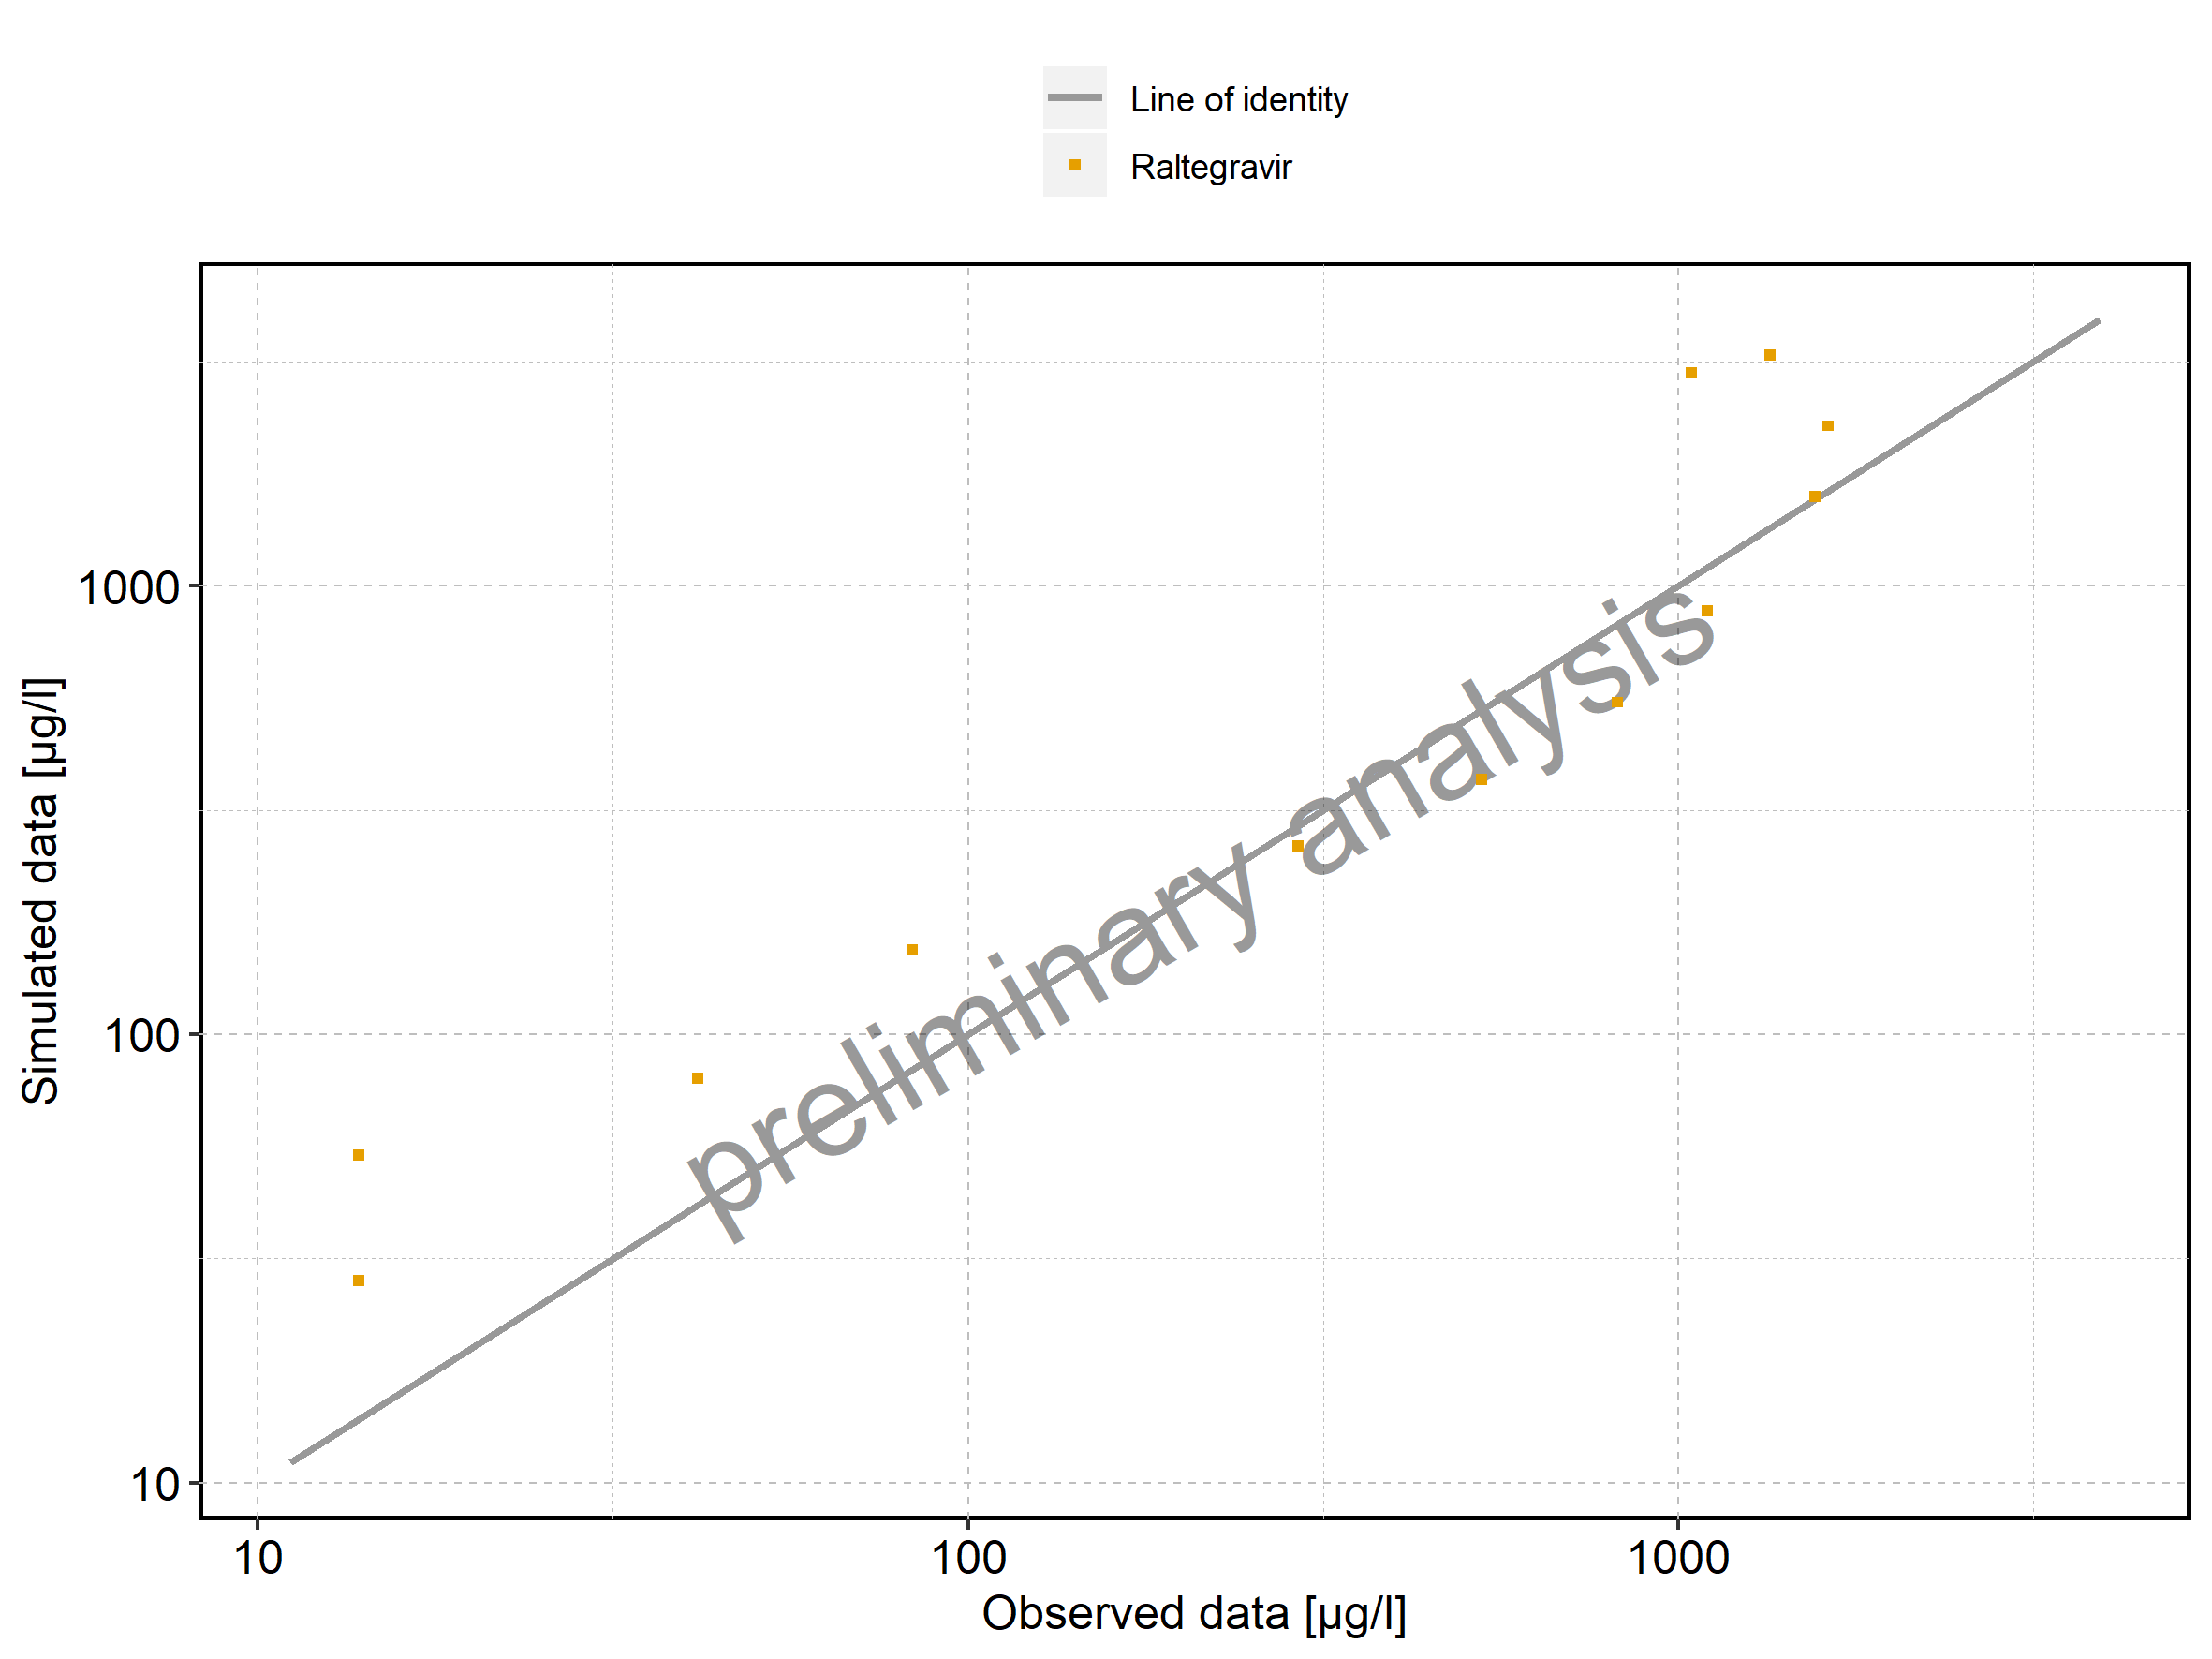 Line of identity
Raltegravir
Simulated data [µg/l]
1000
100
10
preliminary analysis
10
100
1000
Observed data [µg/l]